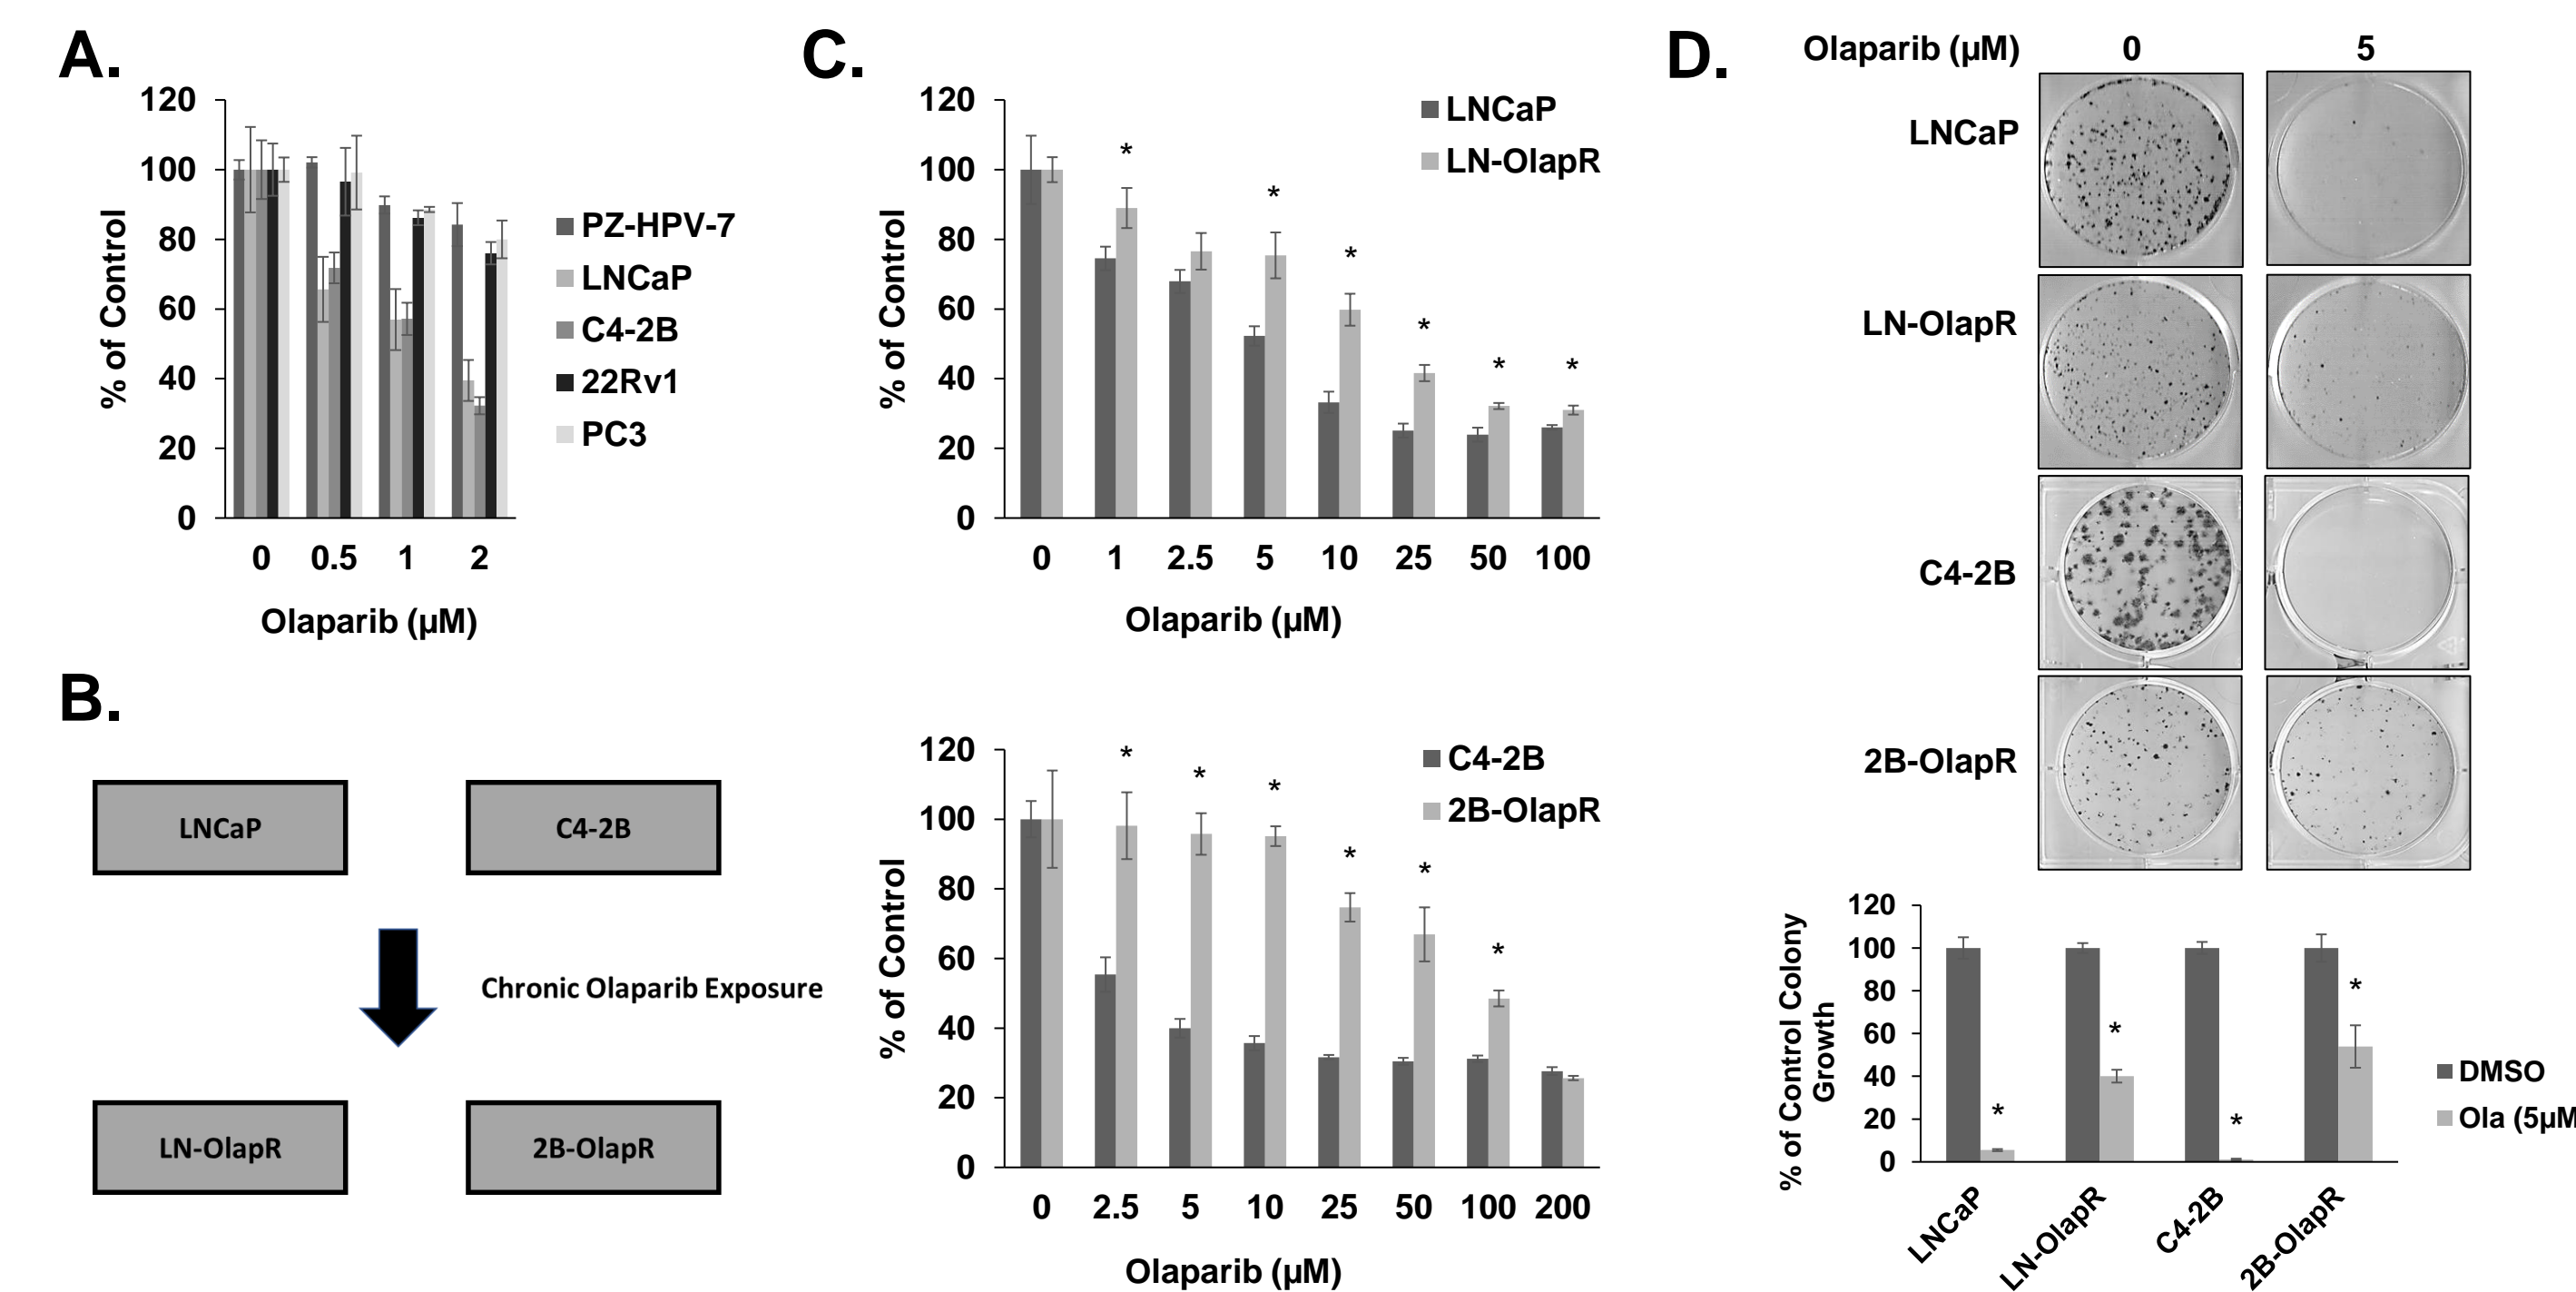 A.
120
100
80
60
40
20
0
% of Control
0 0.5 1 2
Olaparib (µM)
PZ-HPV-7
LNCaP
C4-2B
22Rv1
PC3
B.
LNCaP
C4-2B
Chronic Olaparib Exposure
LN-OlapR
2B-OlapR
C.
120
100
80
60
40
20
0
% of Control
* * * * * *
LNCaP
LN-OlapR
0 1 2.5 5 10 25 50 100
Olaparib (µM)
120
100
80
60
40
20
0
% of Control
* * * * * *
C4-2B
2B-OlapR
0 2.5 5 10 25 50 100 200
Olaparib (µM)
D.
Olaparib (µM) 0 5
LNCaP
LN-OlapR
C4-2B
2B-OlapR
120
100
80
60
40
20
0
% of Control Colony
Growth
* * * *
DMSO
Ola (5µM
LNCaP
LN-OlapR
C4-2B
2B-OlapR